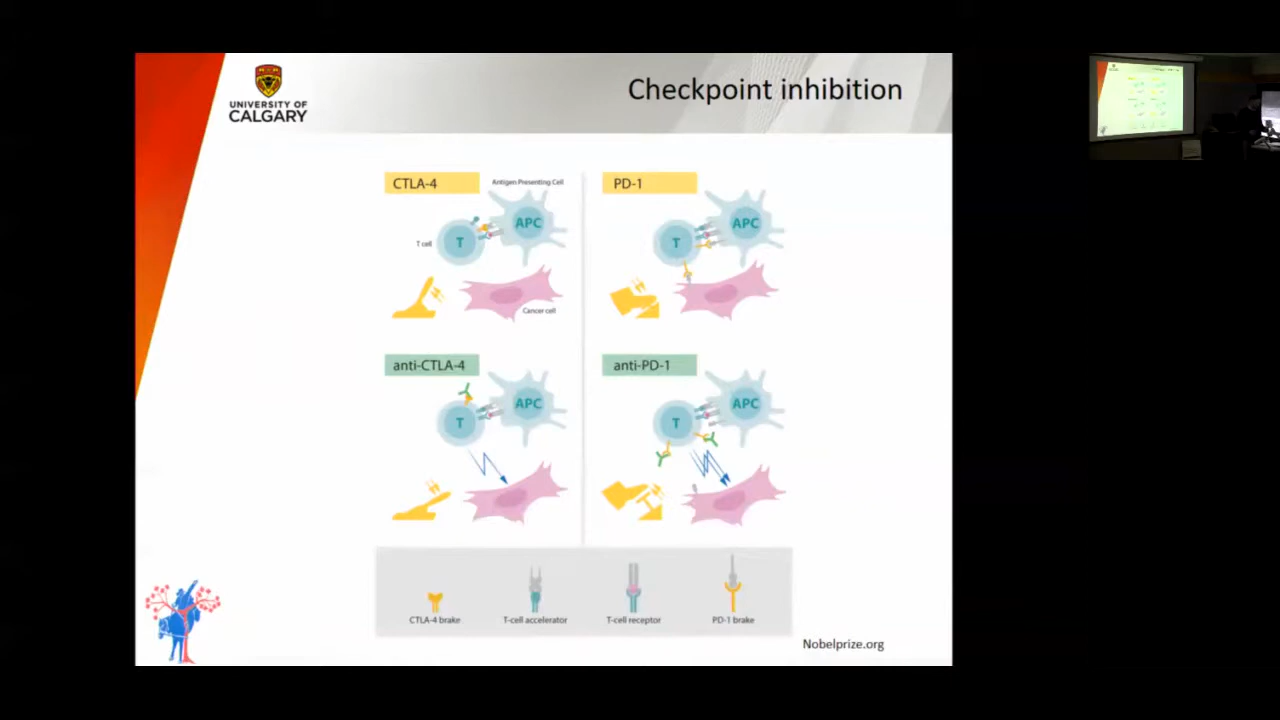 UNIVERSITY OF
CALGARY
Checkpoint inhibition
CTLA-4
Antigen Presenting Cell
APC
T
T cell
Cancer cell
PD-1
APC
T
anti-CTLA-4
APC
T
anti-PD-1
APC
T
CTLA-4 brake
T-cell accelerator
T-cell receptor
PD-1 brake
Nobelprize.org